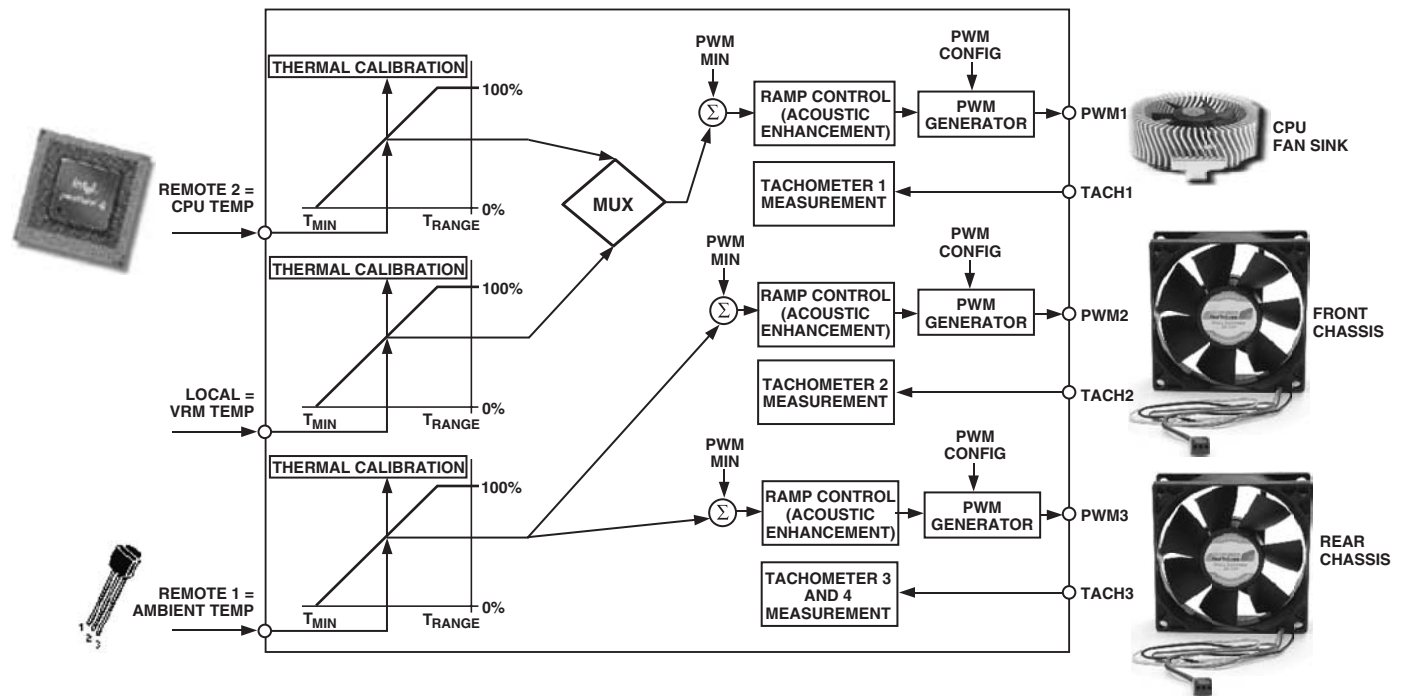 THERMAL CALIBRATION
100%
0%
T_MIN
T_RANGE
REMOTE 2 =
CPU TEMP
intel
THERMAL CALIBRATION
100%
0%
T_MIN
T_RANGE
LOCAL =
VRM TEMP
THERMAL CALIBRATION
100%
0%
T_MIN
T_RANGE
REMOTE 1 =
AMBIENT TEMP
1
2
3
MUX
PWM
MIN
Σ
RAMP CONTROL
(ACOUSTIC
ENHANCEMENT)
PWM
CONFIG
PWM
GENERATOR
PWM1
CPU
FAN SINK
TACHOMETER 1
MEASUREMENT
TACH1
PWM
MIN
Σ
RAMP CONTROL
(ACOUSTIC
ENHANCEMENT)
PWM
CONFIG
PWM
GENERATOR
PWM2
FRONT
CHASSIS
TACHOMETER 2
MEASUREMENT
TACH2
PWM
MIN
Σ
RAMP CONTROL
(ACOUSTIC
ENHANCEMENT)
PWM
CONFIG
PWM
GENERATOR
PWM3
REAR
CHASSIS
TACHOMETER 3
AND 4
MEASUREMENT
TACH3